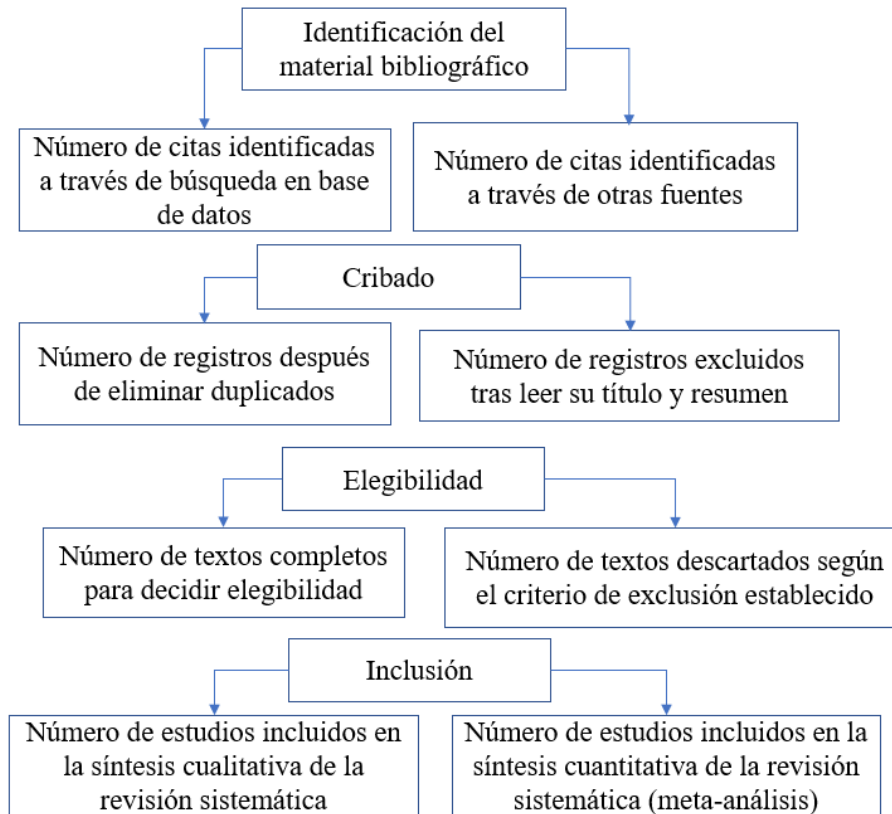 Identificación del
material bibliográfico
Número de citas identificadas
a través de búsqueda en base
de datos
Número de citas identificadas
a través de otras fuentes
Cribado
Número de registros después
de eliminar duplicados
Número de registros excluidos
tras leer su título y resumen
Elegibilidad
Número de textos completos
para decidir elegibilidad
Número de textos descartados según
el criterio de exclusión establecido
Inclusión
Número de estudios incluidos en
la síntesis cualitativa de la
revisión sistemática
Número de estudios incluidos en la
síntesis cuantitativa de la revisión
sistemática (meta-análisis)